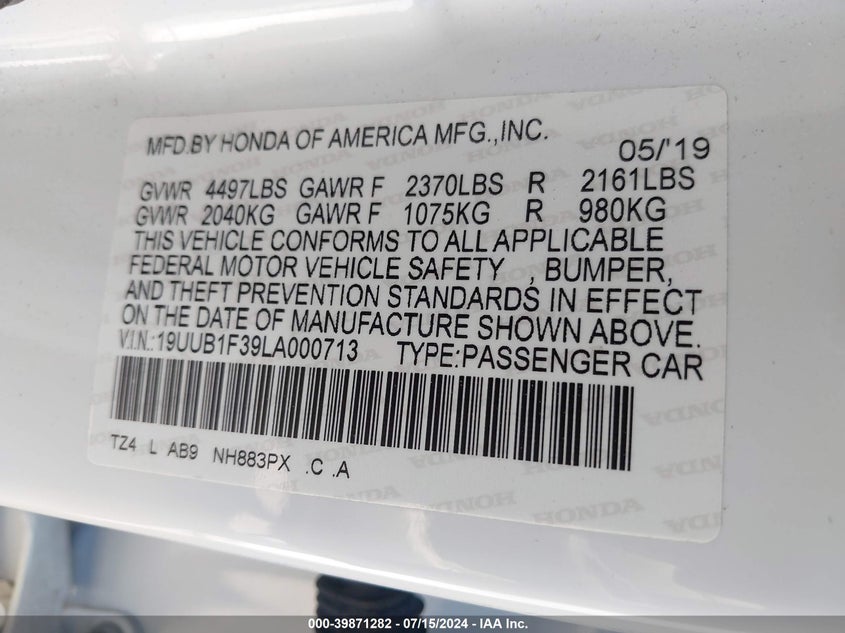 MFD.BY HONDA OF AMERICA MFG.,INC.
05/'19
GVWR 4497LBS GAWR F 2370LBS R 2161LBS
GVWR 2040KG GAWR F 1075KG R 980KG
THIS VEHICLE CONFORMS TO ALL APPLICABLE
FEDERAL MOTOR VEHICLE SAFETY , BUMPER,
AND THEFT PREVENTION STANDARDS IN EFFECT
ON THE DATE OF MANUFACTURE SHOWN ABOVE.
V.I.N.:19UUB1F39LA000713 TYPE:PASSENGER CAR
TZ4 L AB9 NH883PX .C .A
000-39871282 / 07/15/2024 - IAA Inc.